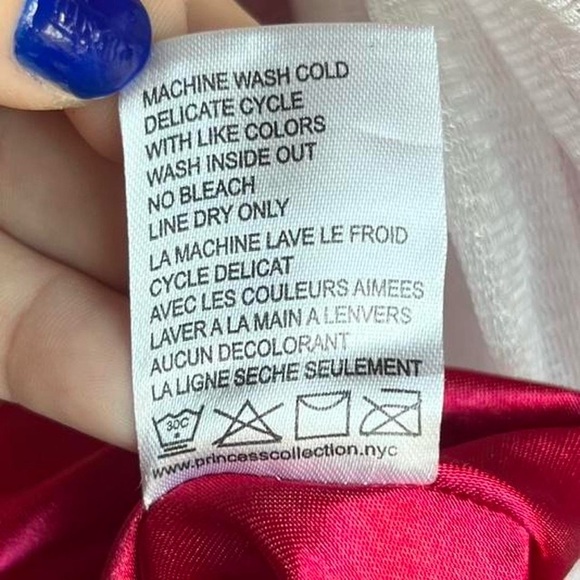 MACHINE WASH COLD
DELICATE CYCLE
WITH LIKE COLORS
WASH INSIDE OUT
NO BLEACH
LINE DRY ONLY
LA MACHINE LAVE LE FROID
CYCLE DELICAT
AVEC LES COULEURS AIMEES
LAVER A LA MAIN A LENVERS
AUCUN DECOLORANT
LA LIGNE SECHE SEULEMENT
30C
www.princesscollection.nyc